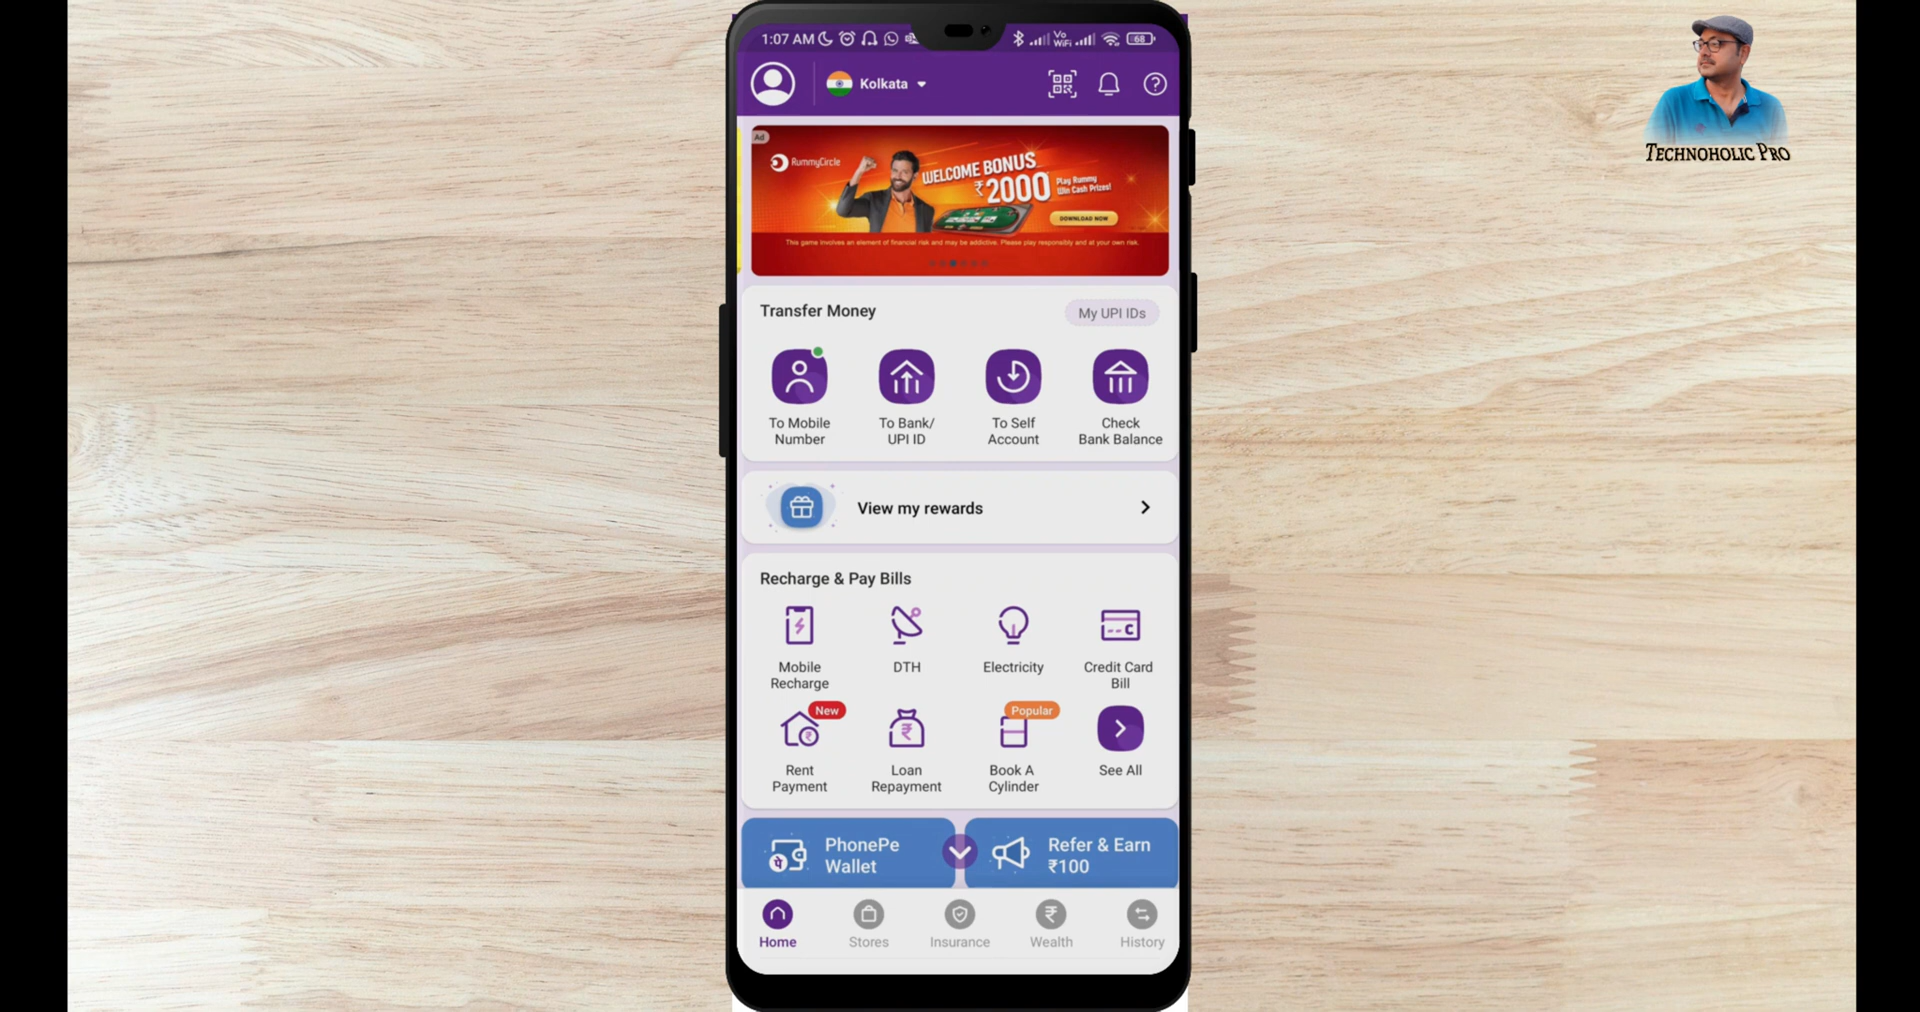 1:07 AM
Vo
WiFi
68
Kolkata
TECHNOHOLIC PRO
Ad
RummyCircle
WELCOME BONUS
₹2000
Play Rummy
Win Cash Prizes!
DOWNLOAD NOW
This game involves an element of financial risk and may be addictive. Please play responsibly and at your own risk.
Transfer Money
My UPI IDs
To Mobile
Number
To Bank/
UPI ID
To Self
Account
Check
Bank Balance
View my rewards
Recharge & Pay Bills
Mobile
Recharge
DTH
Electricity
Credit Card
Bill
New
Rent
Payment
Loan
Repayment
Popular
Book A
Cylinder
See All
पे
PhonePe
Wallet
Refer & Earn
₹100
Home
Stores
Insurance
Wealth
History